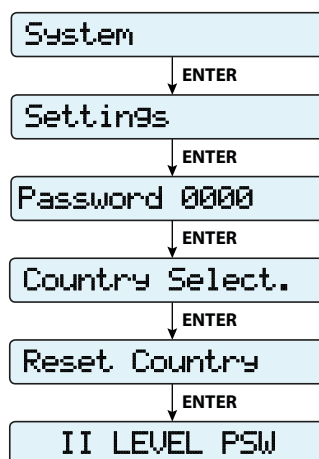 System
ENTER
Settings
ENTER
Password 0000
ENTER
Country Select.
ENTER
Reset Country
ENTER
II LEVEL PSW